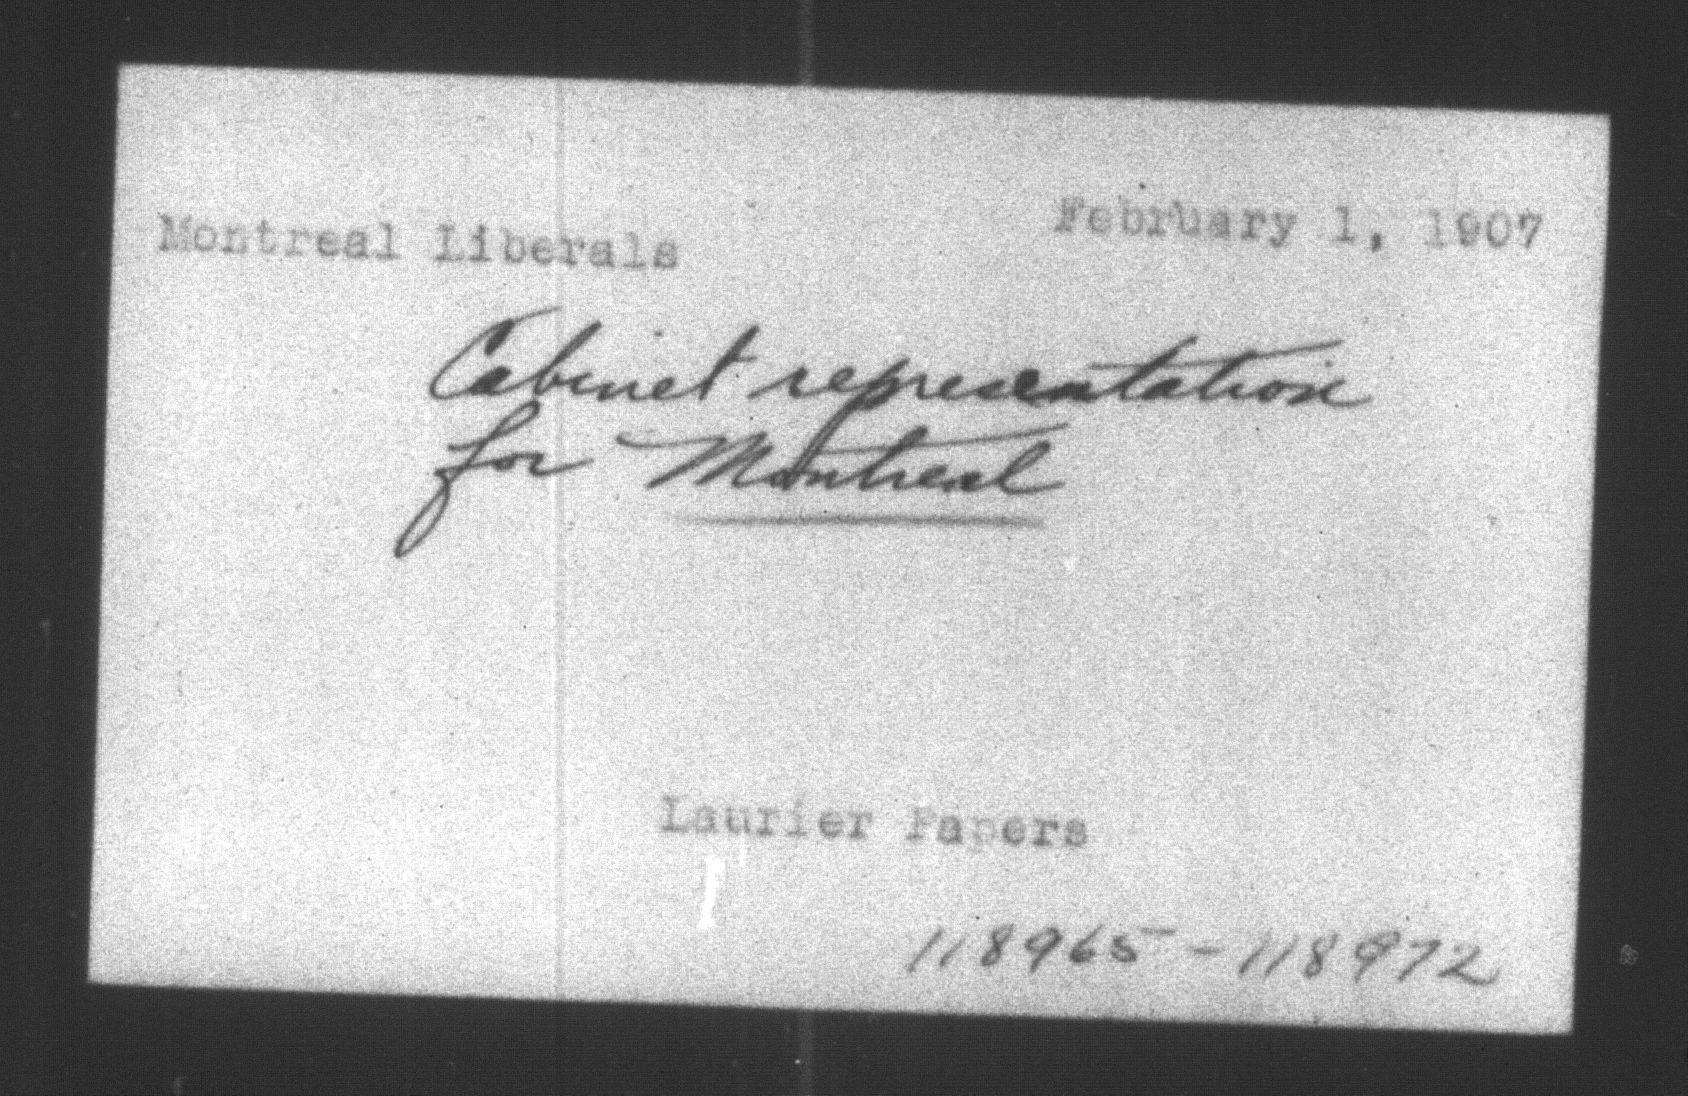 Montreal Liberals
February 1, 1907
Cabinet representation
for Montreal
Laurier Papers
118965-118972